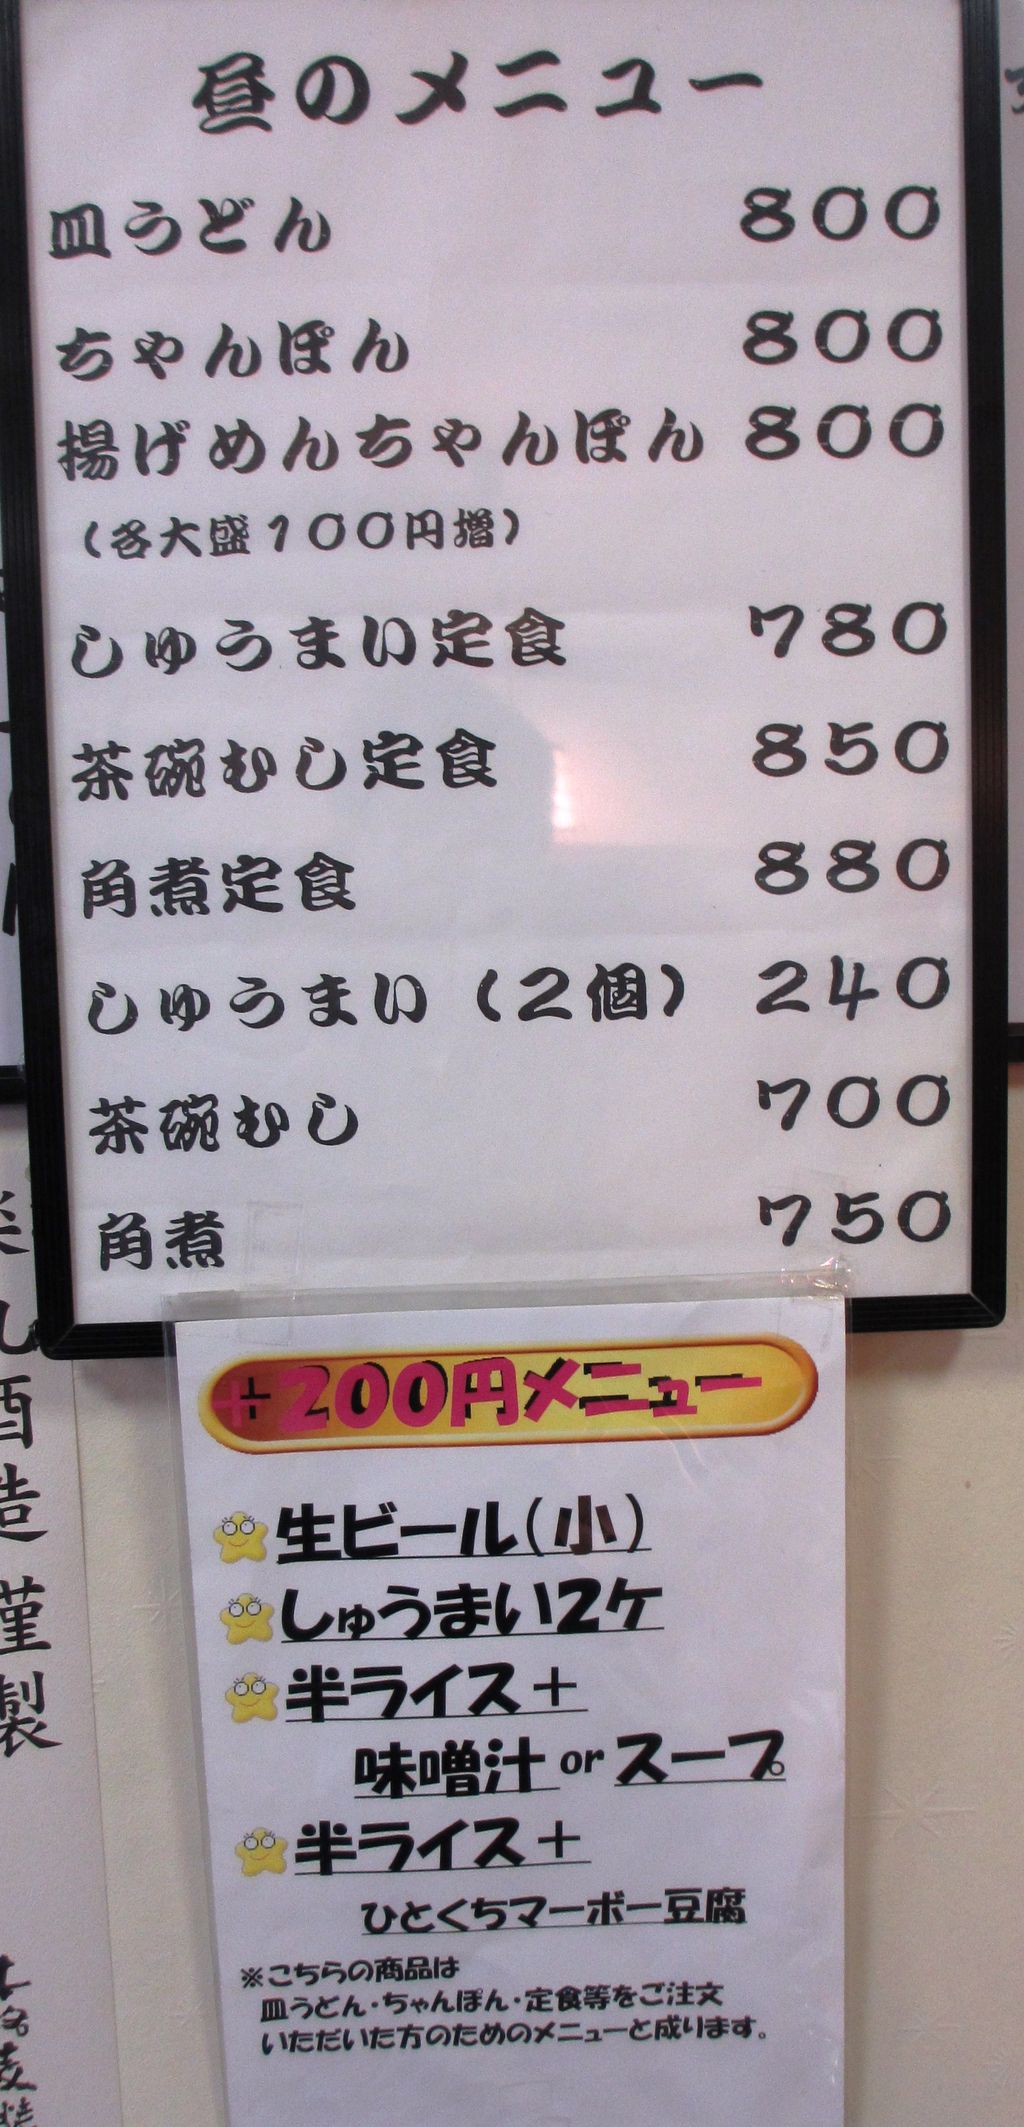 昼のメニュー
皿うどん 800
ちゃんぽん 800
揚げめんちゃんぽん 800
(各大盛100円増)
しゅうまい定食 780
茶碗むし定食 850
角煮定食 880
しゅうまい(2個) 240
茶碗むし 700
角煮 750
+200円メニュー
生ビール(小)
しゅうまい2ケ
半ライス+
味噌汁 or スープ
半ライス+
ひとくちマーボー豆腐
※こちらの商品は
皿うどん・ちゃんぽん・定食等をご注文
いただいた方のためのメニューと成ります。
酒造謹製